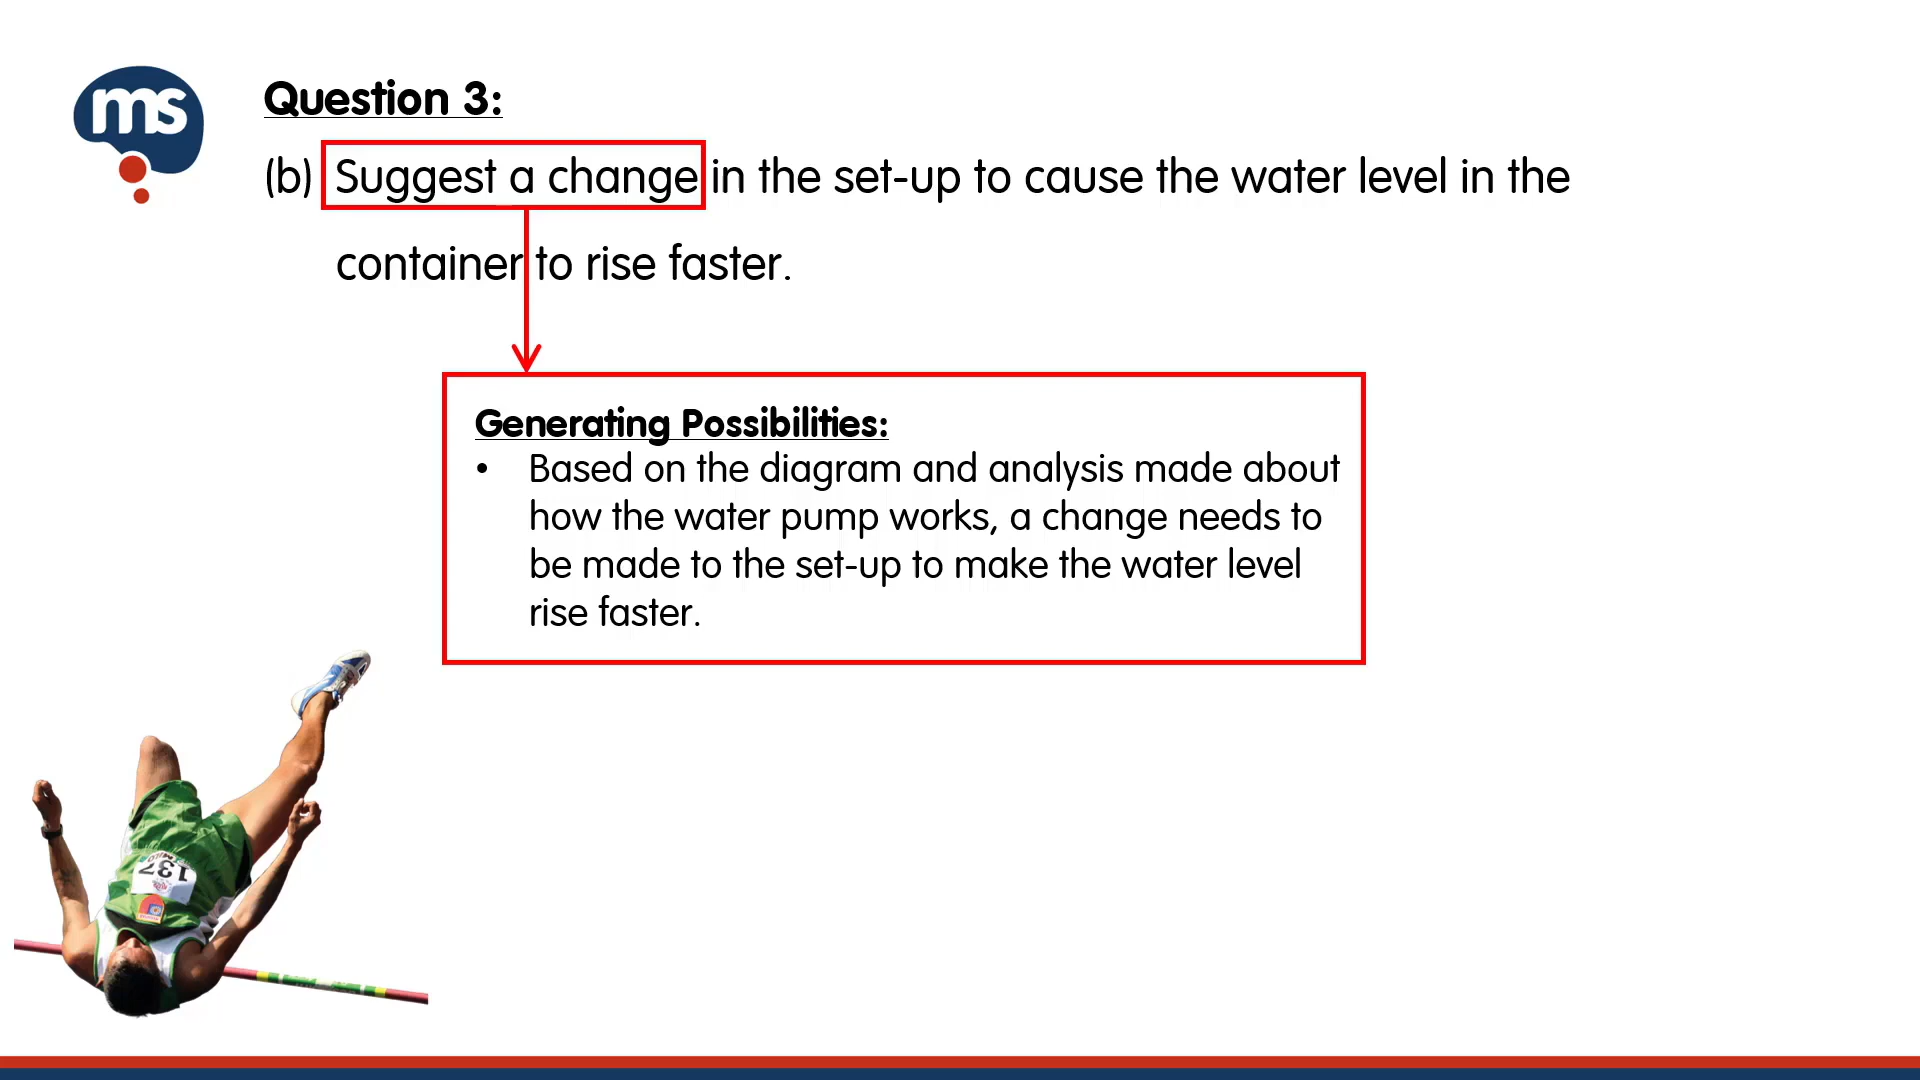 ms
Question 3:
(b) Suggest a change in the set-up to cause the water level in the
container to rise faster.
Generating Possibilities:
• Based on the diagram and analysis made about
how the water pump works, a change needs to
be made to the set-up to make the water level
rise faster.
137